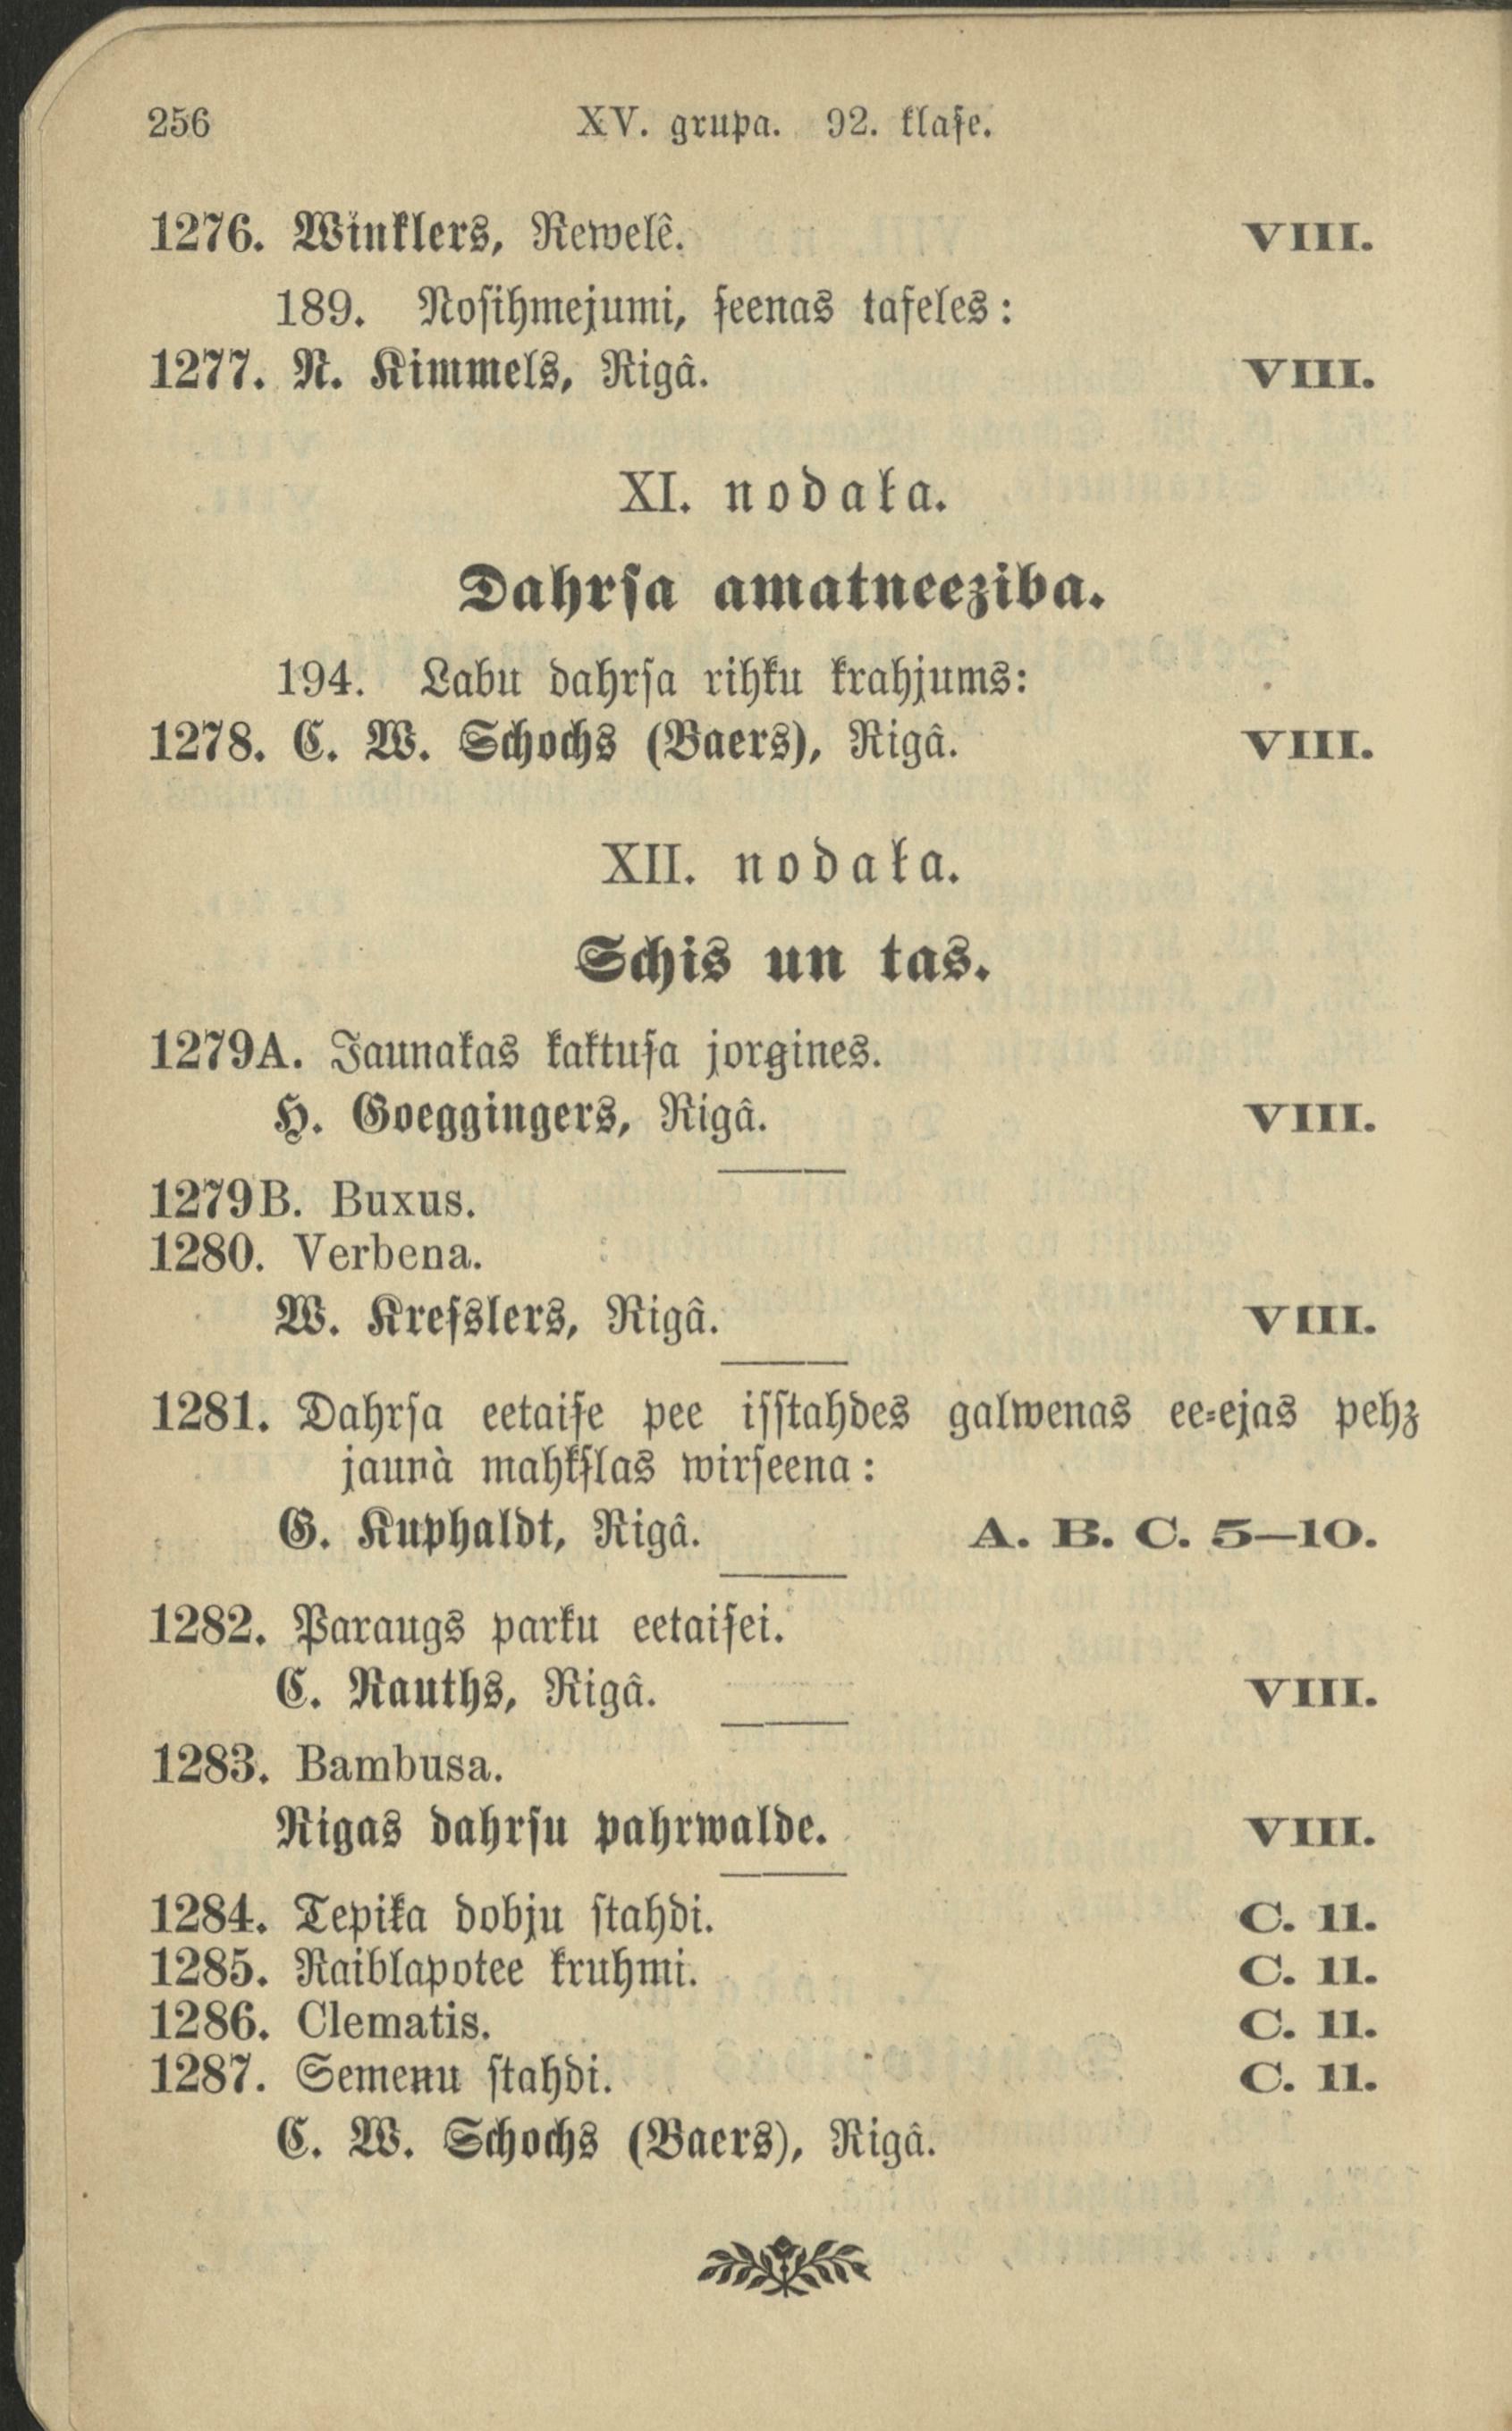 256 XV. grupa. 92. klaſe.
1276. Winklers, Rewelê. VIII.
189. Noſihmejumi, ſeenas tafeles:
1277. N. Kimmels, Rigâ. VIII.
XI. nodaļa.
Dahrſa amatneeziba.
194. Labu dahrſa rihku krahjums:
1278. C. W. Schochs (Baers), Rigâ. VIII.
XII. nodaļa.
Schis un tas.
1279A. Jaunakas kaktuſa jorgines.
H. Goeggingers, Rigâ. VIII.
1279B. Buxus.
1280. Verbena.
W. Kreſslers, Rigâ. VIII.
1281. Dahrſa eetaiſe pee iſſtahdes galwenas ee-ejas pehz
jaunà mahkſlas wirſeena:
G. Kuphaldt, Rigâ. A. B. C. 5—10.
1282. Paraugs parku eetaiſei.
C. Rauths, Rigâ. VIII.
1283. Bambusa.
Rigas dahrſu pahrwalde. VIII.
1284. Tepiķa dobju ſtahdi. C. 11.
1285. Raiblapotee kruhmi. C. 11.
1286. Clematis. C. 11.
1287. Semeņu ſtahdi. C. 11.
C. W. Schochs (Baers), Rigâ.